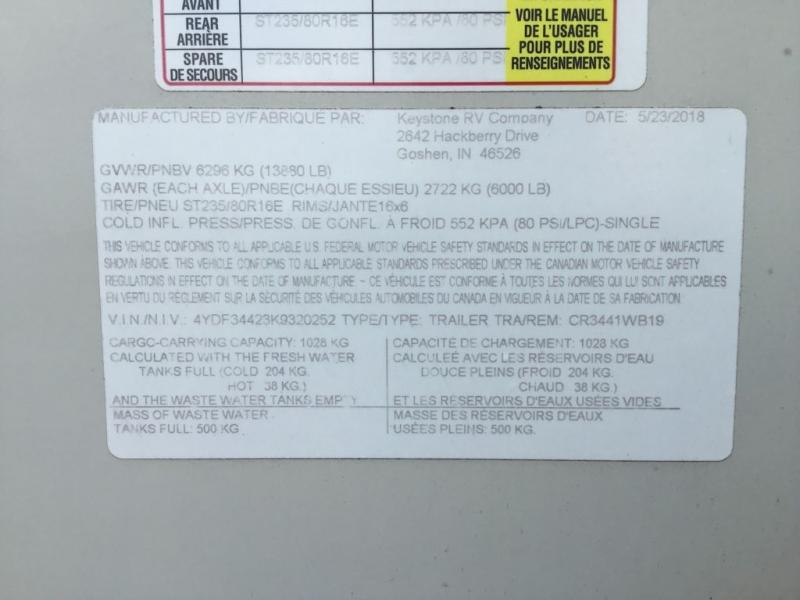 AVANT
REAR ARRIÈRE ST235/80R16E 552 KPA /80 PSI
SPARE DE SECOURS ST235/80R16E 552 KPA /80 PSI
VOIR LE MANUEL
DE L'USAGER
POUR PLUS DE
RENSEIGNEMENTS
MANUFACTURED BY/FABRIQUE PAR: Keystone RV Company DATE: 5/23/2018
2642 Hackberry Drive
Goshen, IN 46526
GVWR/PNBV 6296 KG (13880 LB)
GAWR (EACH AXLE)/PNBE(CHAQUE ESSIEU) 2722 KG (6000 LB)
TIRE/PNEU ST235/80R16E RIMS/JANTE16x6
COLD INFL. PRESS/PRESS. DE GONFL. À FROID 552 KPA (80 PSI/LPC)-SINGLE
THIS VEHICLE CONFORMS TO ALL APPLICABLE U.S. FEDERAL MOTOR VEHICLE SAFETY STANDARDS IN EFFECT ON THE DATE OF MANUFACTURE
SHOWN ABOVE. THIS VEHICLE CONFORMS TO ALL APPLICABLE STANDARDS PRESCRIBED UNDER THE CANADIAN MOTOR VEHICLE SAFETY
REGULATIONS IN EFFECT ON THE DATE OF MANUFACTURE - CE VÉHICULE EST CONFORME À TOUTES LES NORMES QUI LUI SONT APPLICABLES
EN VERTU DU RÈGLEMENT SUR LA SÉCURITÉ DES VÉHICULES AUTOMOBILES DU CANADA EN VIGUEUR À LA DATE DE SA FABRICATION
V.I.N./N.I.V.: 4YDF34423K9320252 TYPE/TYPE: TRAILER TRA/REM: CR3441WB19
CARGC-CARRYING CAPACITY: 1028 KG
CALCULATED WITH THE FRESH WATER
TANKS FULL (COLD 204 KG.
HOT 38 KG.)
AND THE WASTE WATER TANKS EMPTY
MASS OF WASTE WATER
TANKS FULL: 500 KG
CAPACITÉ DE CHARGEMENT: 1028 KG
CALCULÉE AVEC LES RÉSERVOIRS D'EAU
DOUCE PLEINS (FROID 204 KG.
CHAUD 38 KG.)
ET LES RÉSERVOIRS D'EAUX USÉES VIDES
MASSE DES RÉSERVOIRS D'EAUX
USÉES PLEINS: 500 KG.